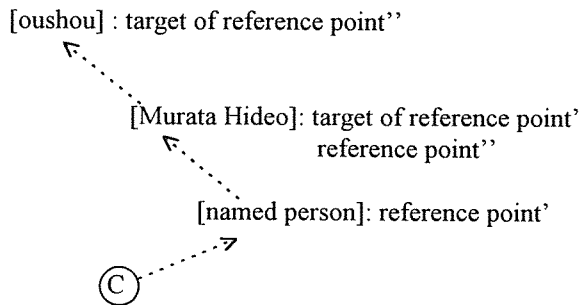 [oushou] : target of reference point’’
[Murata Hideo]: target of reference point’
reference point’’
[named person]: reference point’
C